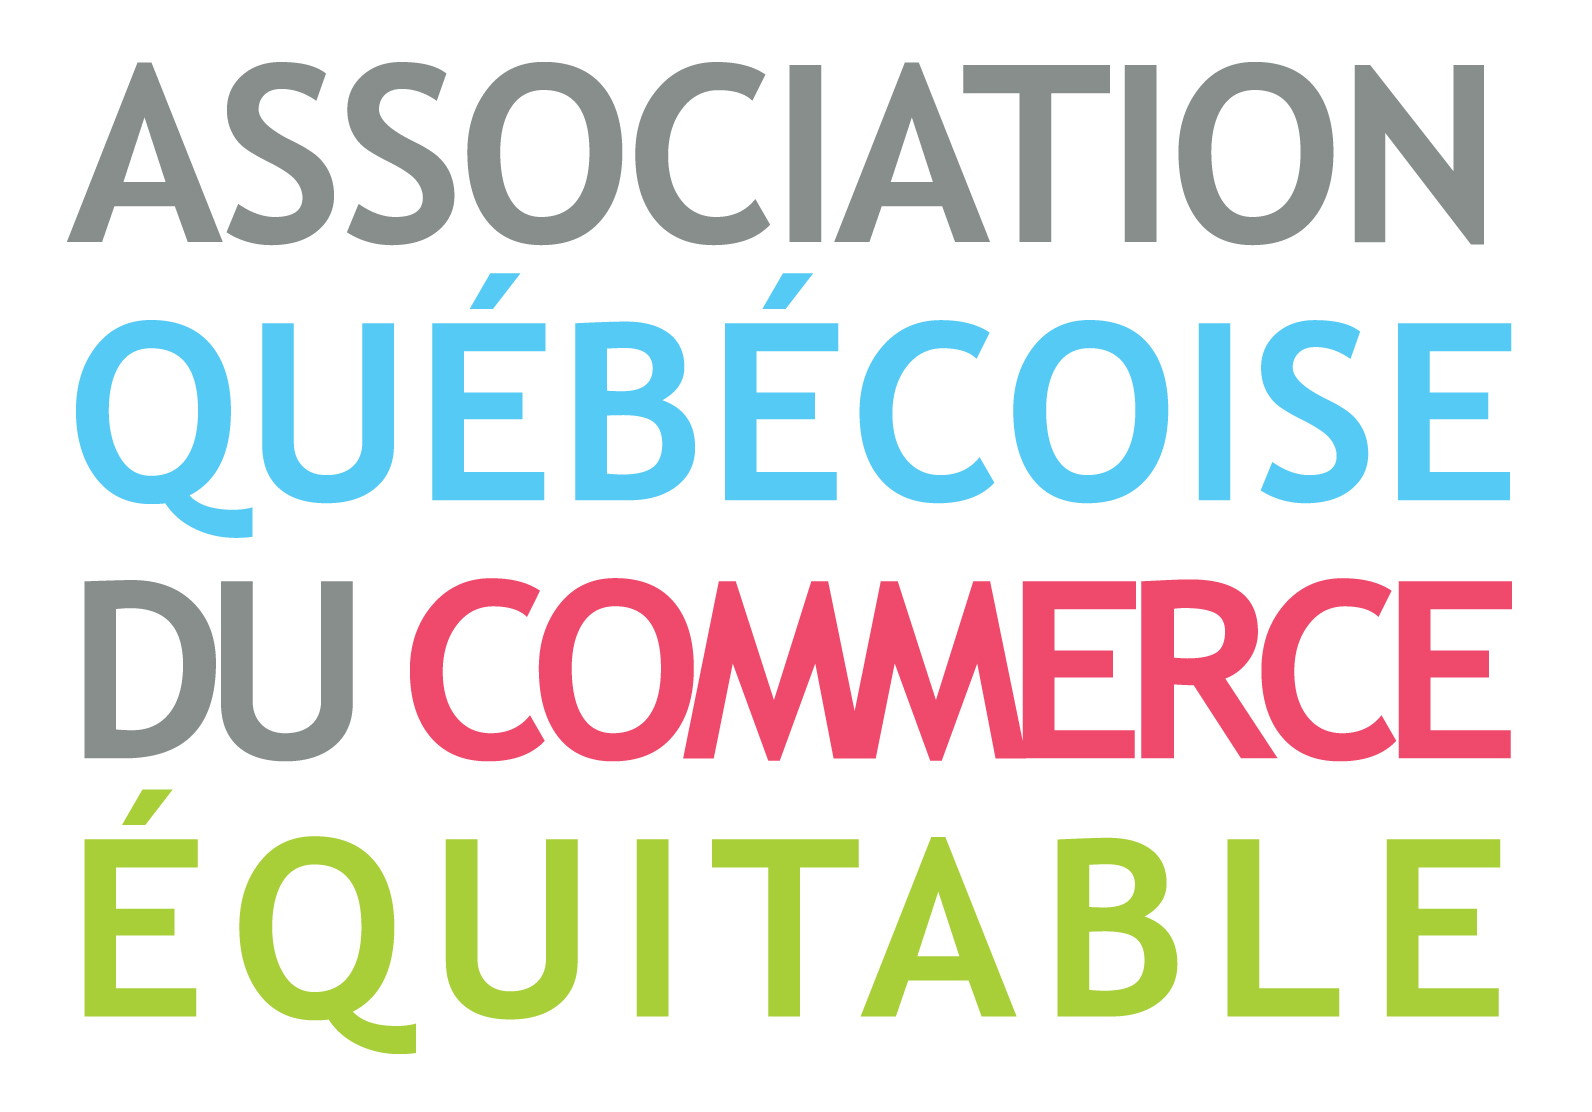 ASSOCIATION
QUÉBÉCOISE
DU COMMERCE
ÉQUITABLE